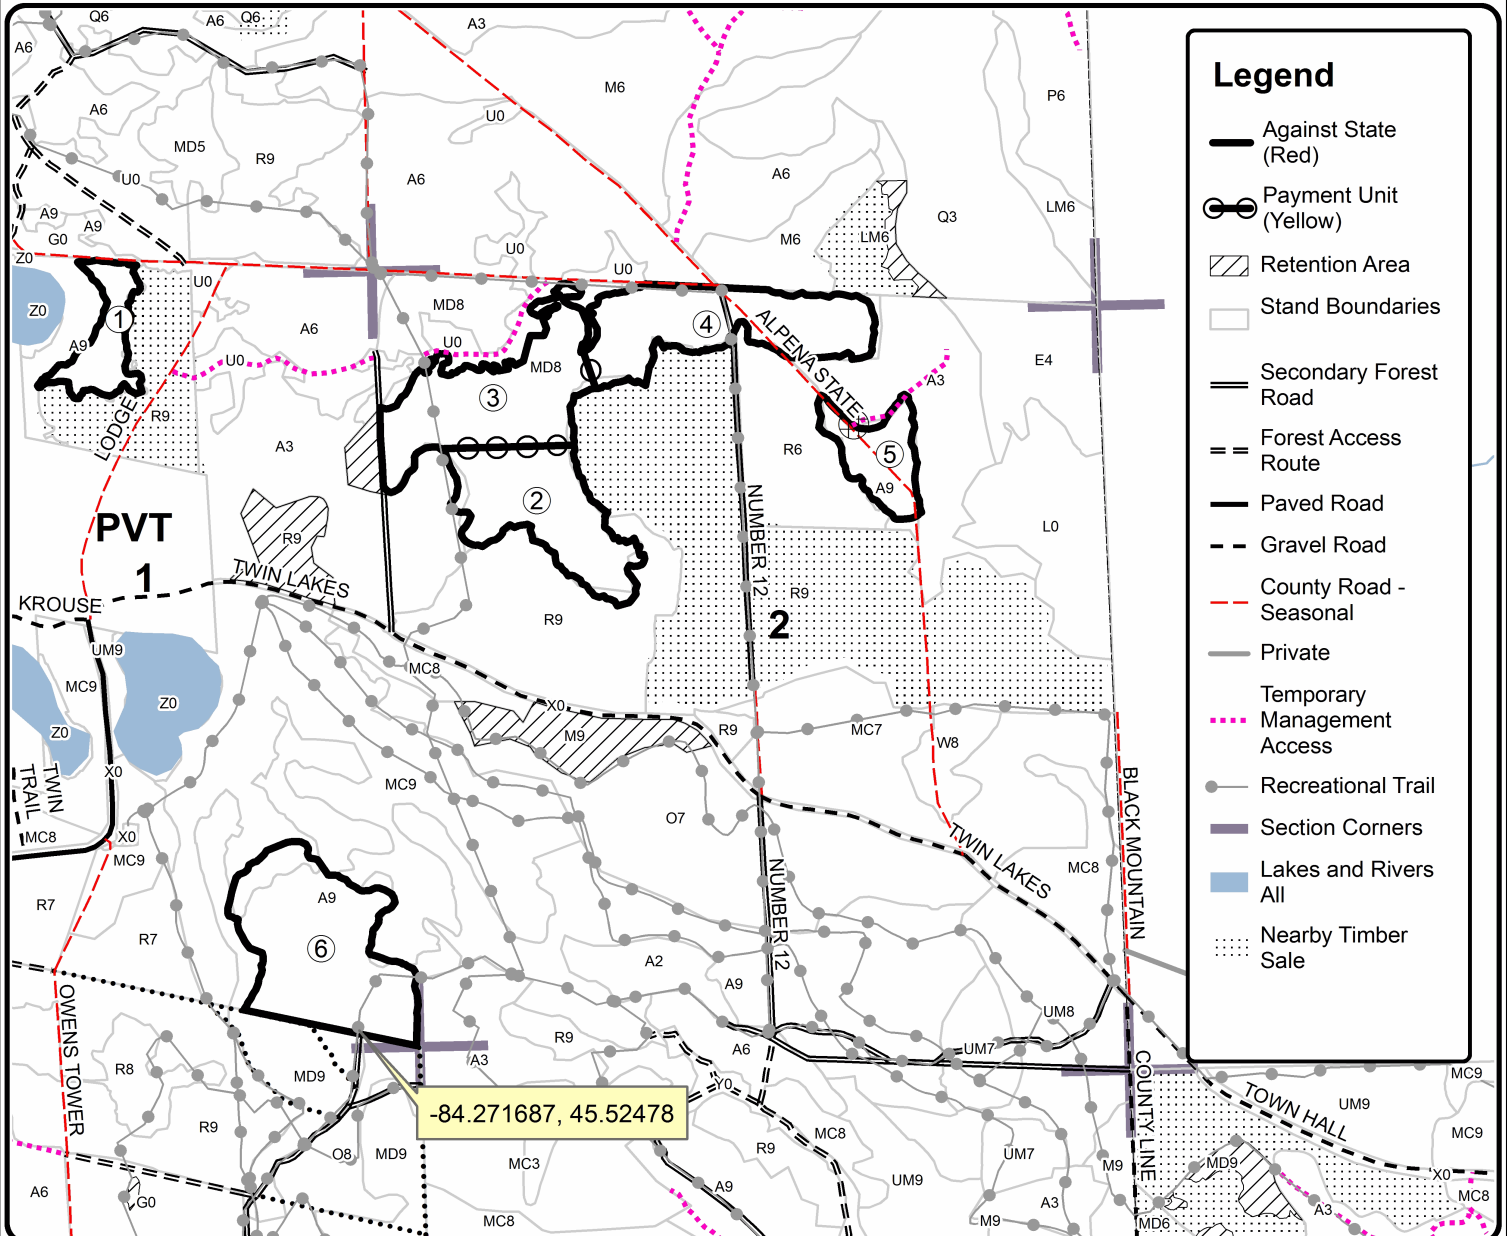 Q6
A6
Q6
A3
A6
M6
P6
A6
U0
MD5
R9
A6
A6
U0
A9
A9
LM6
Q3
G0
M6
LM6
Z0
U0
U0
U0
Z0
MD8
1
A6
4
ALPENA STATE
A9
U0
U0
MD8
E4
3
A3
R9
LODGE
A3
R6
5
A9
2
NUMBER 12
PVT
1
R9
L0
TWIN LAKES
KROUSE
R9
R9
2
UM9
MC8
MC9
Z0
X0
Z0
M9
R9
MC7
W8
X0
TWIN
TRAIL
MC9
BLACK MOUNTAIN
O7
MC8
X0
MC9
TWIN LAKES
MC8
NUMBER 12
A9
R7
R7
6
A2
A9
OWENS TOWER
UM8
R9
A6
UM7
A3
R8
MD9
Y0
COUNTY LINE
-84.271687, 45.52478
MC9
UM9
TOWN HALL
R9
O8
MD9
MC8
R9
UM7
MC9
MC3
M9
MD9
X0
A6
G0
A9
UM9
A3
A3
MC8
MC8
M9
MD6
Legend
Against State
(Red)
Payment Unit
(Yellow)
Retention Area
Stand Boundaries
Secondary Forest
Road
Forest Access
Route
Paved Road
Gravel Road
County Road -
Seasonal
Private
Temporary
Management
Access
Recreational Trail
Section Corners
Lakes and Rivers
All
Nearby Timber
Sale